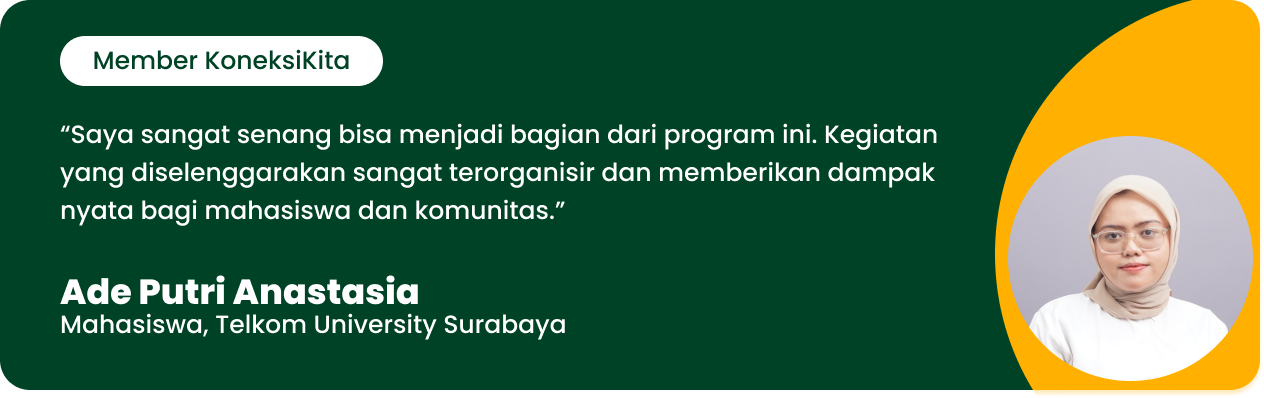 Member KoneksiKita
“Saya sangat senang bisa menjadi bagian dari program ini. Kegiatan
yang diselenggarakan sangat terorganisir dan memberikan dampak
nyata bagi mahasiswa dan komunitas.”
Ade Putri Anastasia
Mahasiswa, Telkom University Surabaya